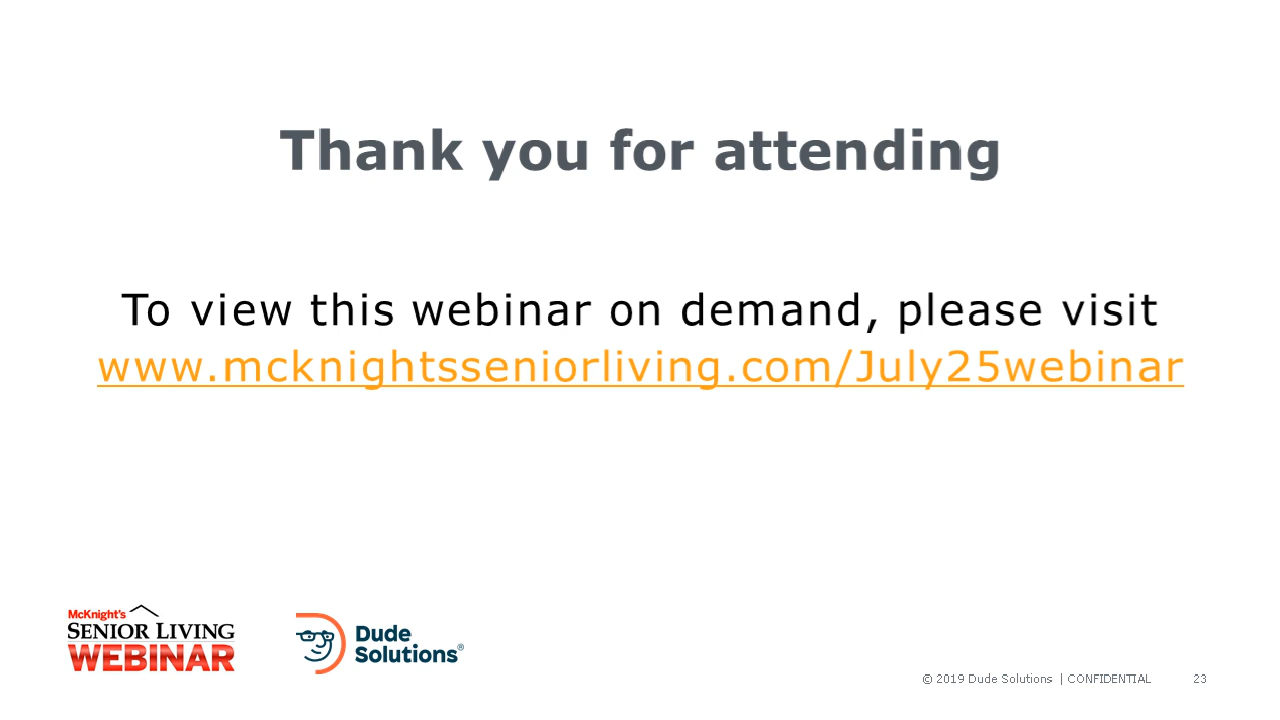 Thank you for attending
To view this webinar on demand, please visit
www.mcknightsseniorliving.com/July25webinar
McKnight's
SENIOR LIVING
WEBINAR
Dude
Solutions®
© 2019 Dude Solutions | CONFIDENTIAL 23